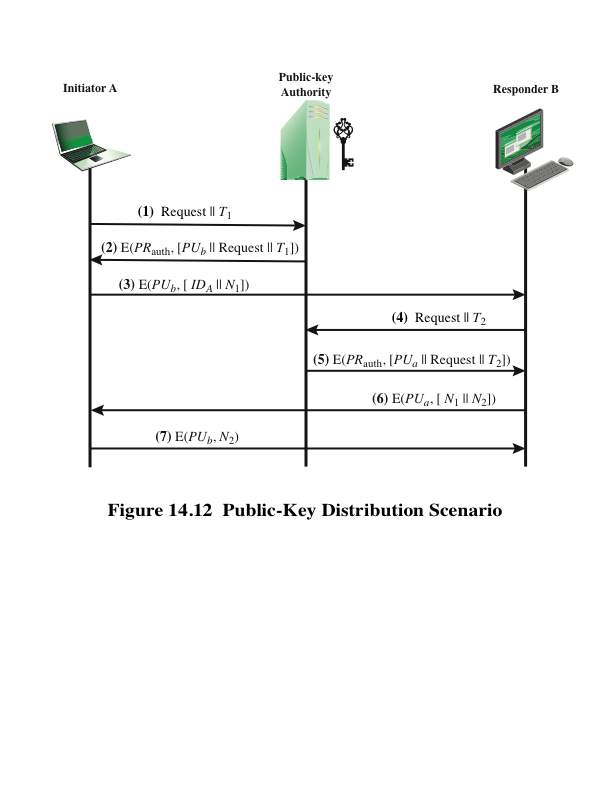 Initiator A
Public-key
Authority
Responder B
(1) Request || T1
(2) E(PRauth, [PUb || Request || T1])
(3) E(PUb, [ IDA || N1])
(4) Request || T2
(5) E(PRauth, [PUa || Request || T2])
(6) E(PUa, [ N1 || N2])
(7) E(PUb, N2)
Figure 14.12 Public-Key Distribution Scenario